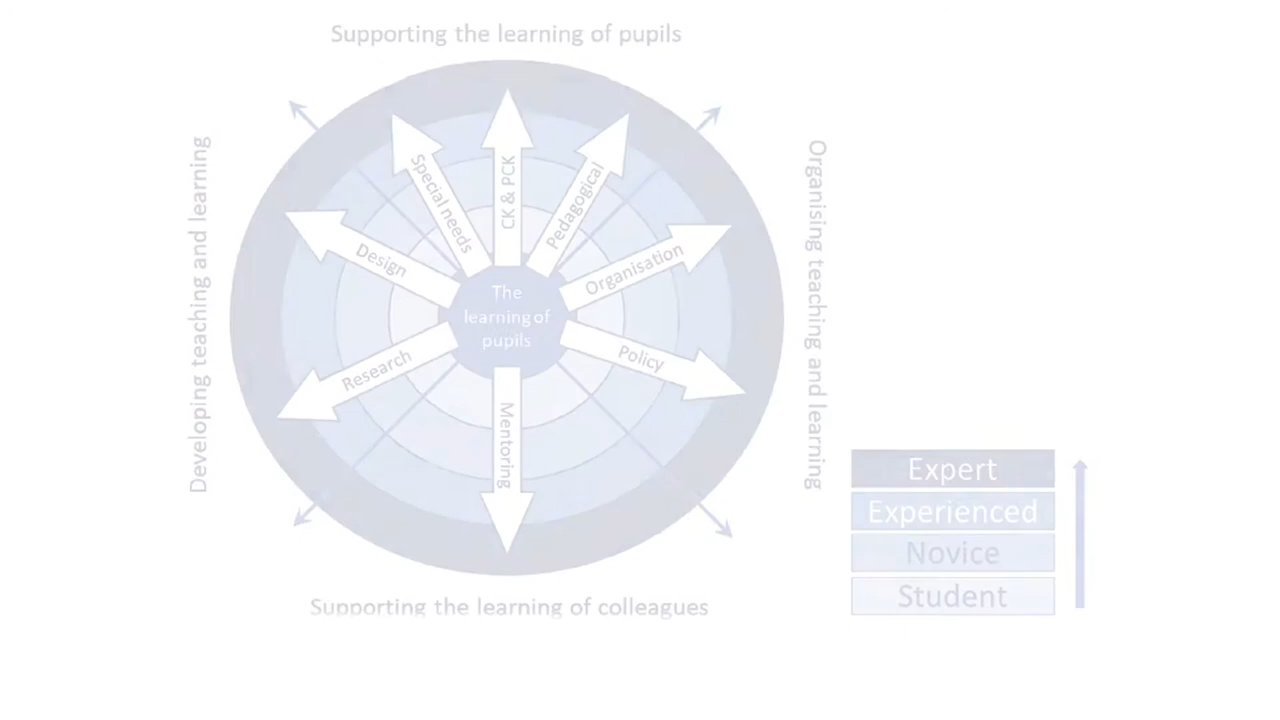 Supporting the learning of pupils
Developing teaching and learning
Organising teaching and learning
Special needs
CK & PCK
Pedagogical
Design
Organisation
The
learning of
pupils
Research
Policy
Mentoring
Expert
Experienced
Novice
Student
Supporting the learning of colleagues